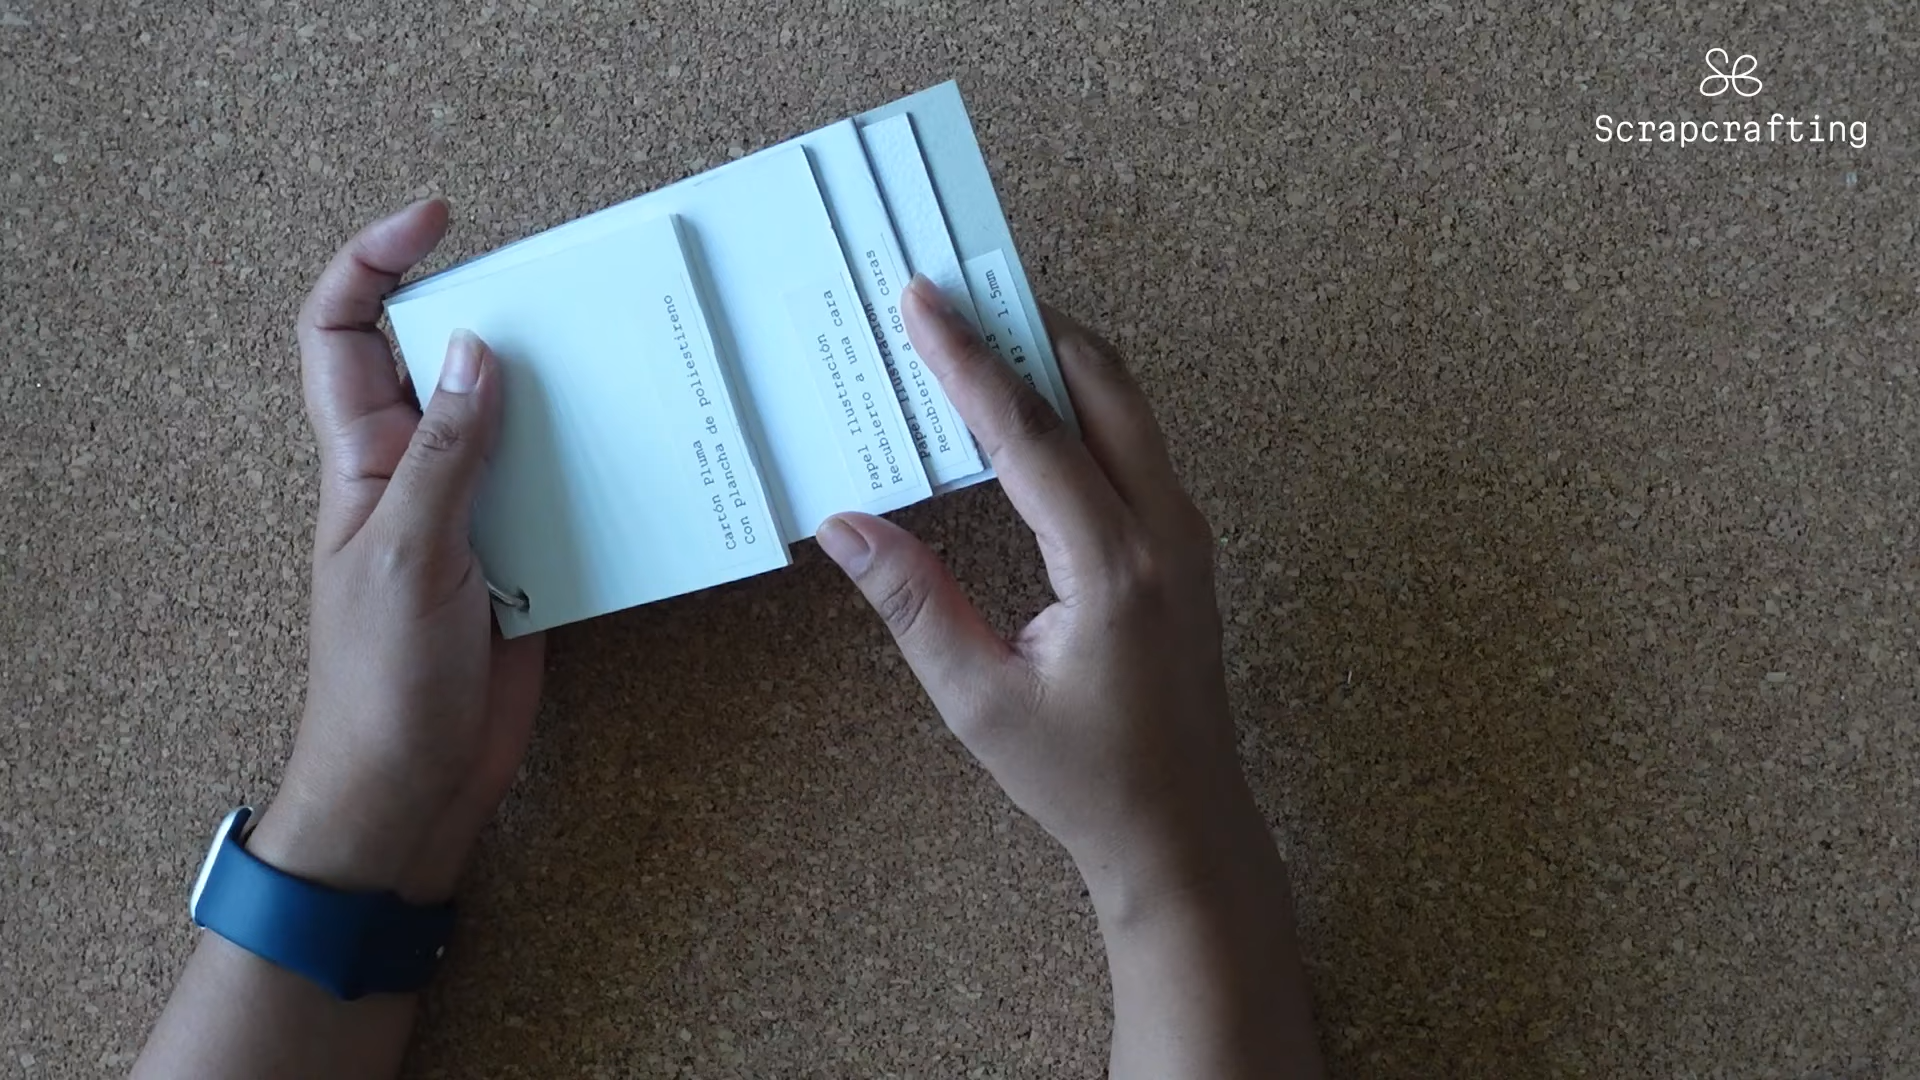 Scrapcrafting
Cartón Pluma
con plancha de poliestireno
Papel Ilustración
Recubierto a una cara
Papel Ilustración
Recubierto a dos caras
#3 - 1.5mm